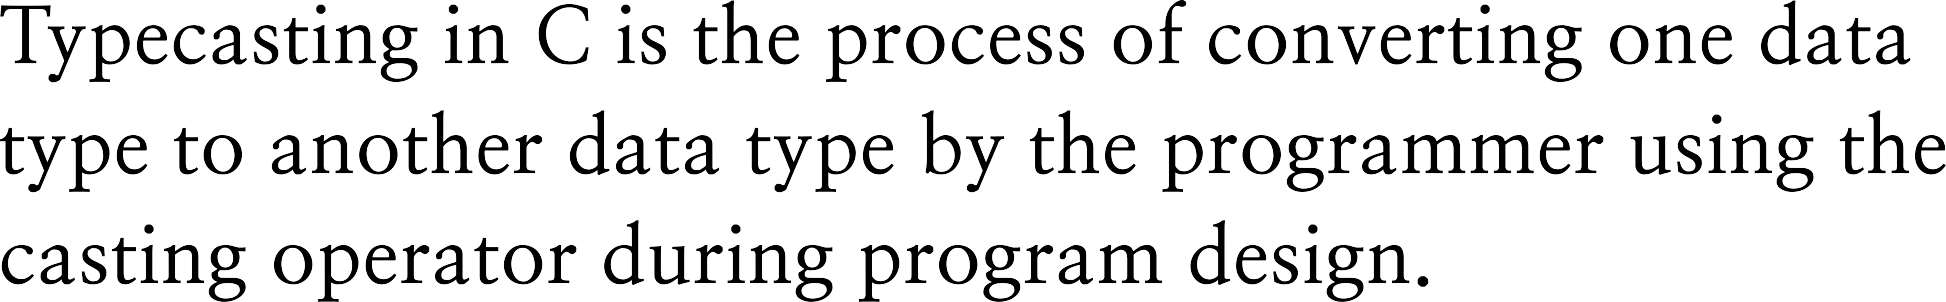 Typecasting in C is the process of converting one data
type to another data type by the programmer using the
casting operator during program design.